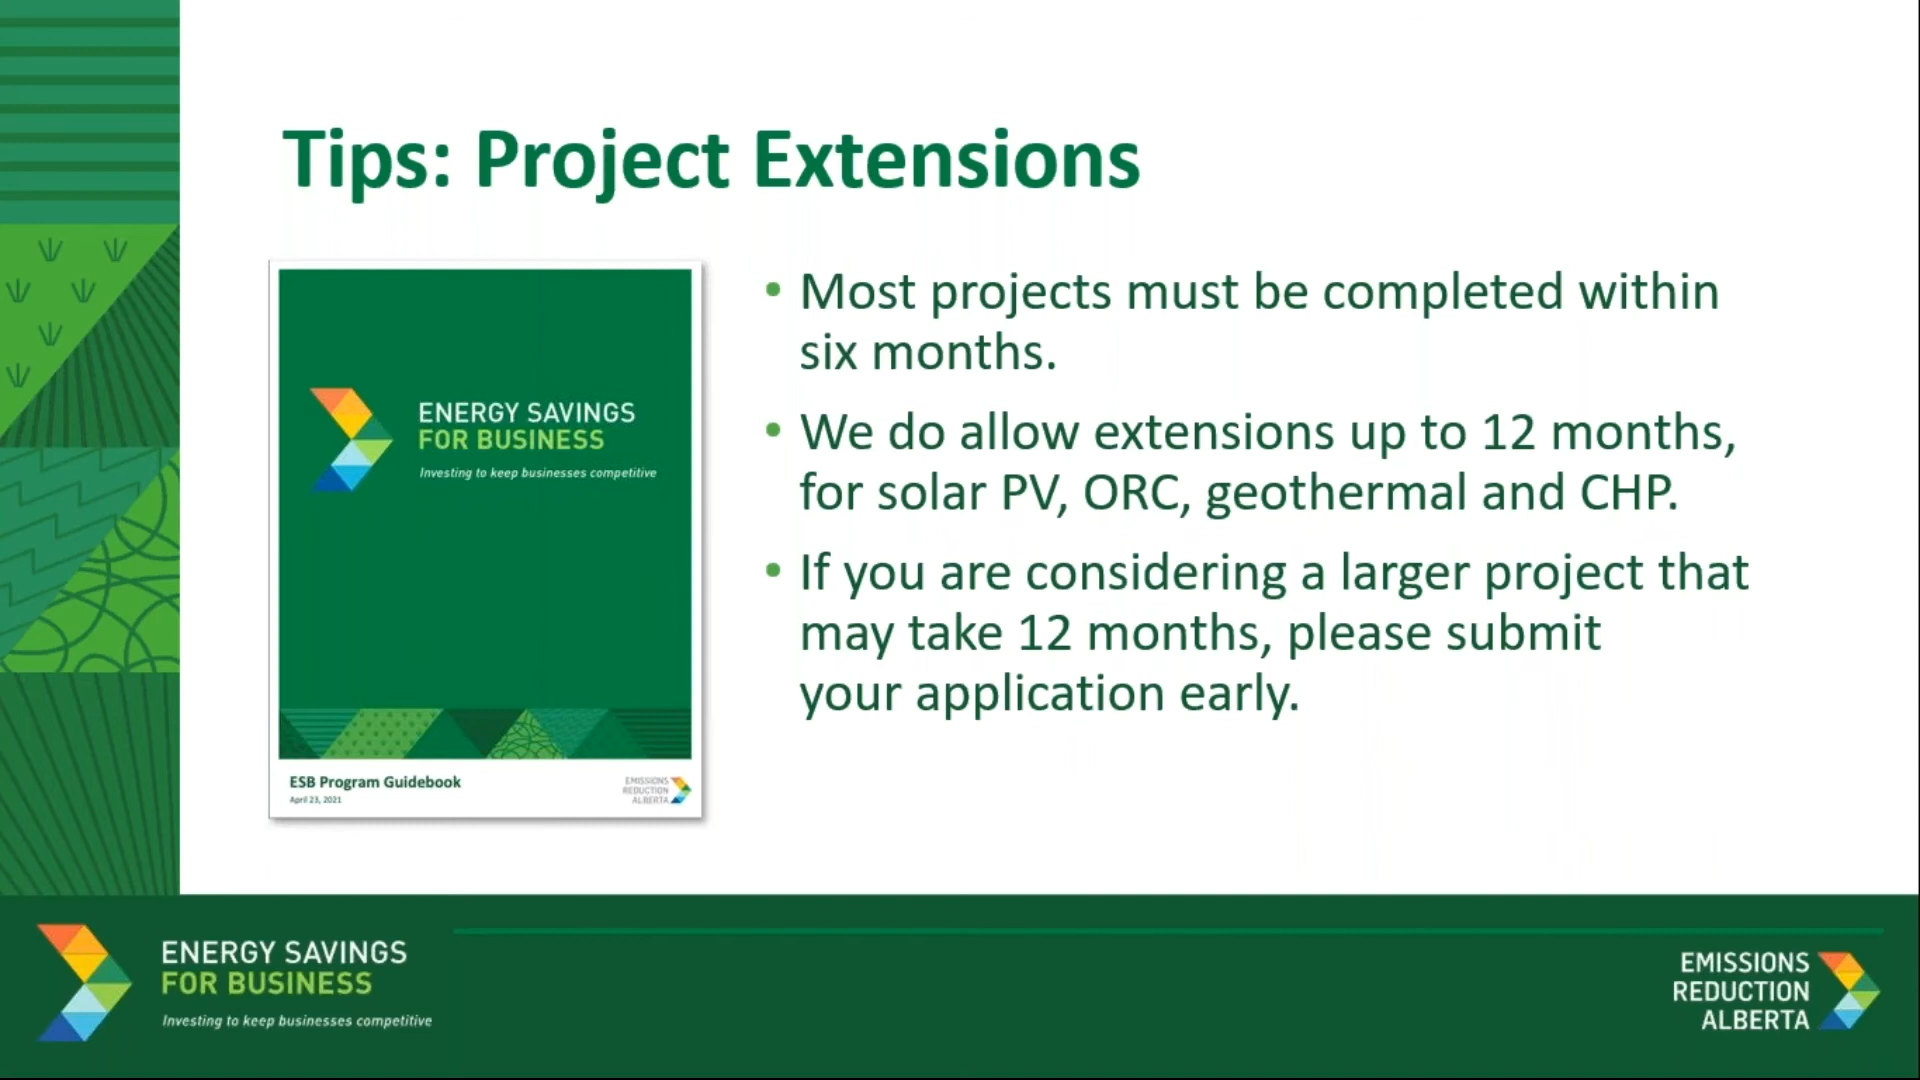 Tips: Project Extensions
ENERGY SAVINGS
FOR BUSINESS
Investing to keep businesses competitive
ESB Program Guidebook
April 23, 2021
EMISSIONS
REDUCTION
ALBERTA
• Most projects must be completed within
six months.
• We do allow extensions up to 12 months,
for solar PV, ORC, geothermal and CHP.
• If you are considering a larger project that
may take 12 months, please submit
your application early.
ENERGY SAVINGS
FOR BUSINESS
Investing to keep businesses competitive
EMISSIONS
REDUCTION
ALBERTA